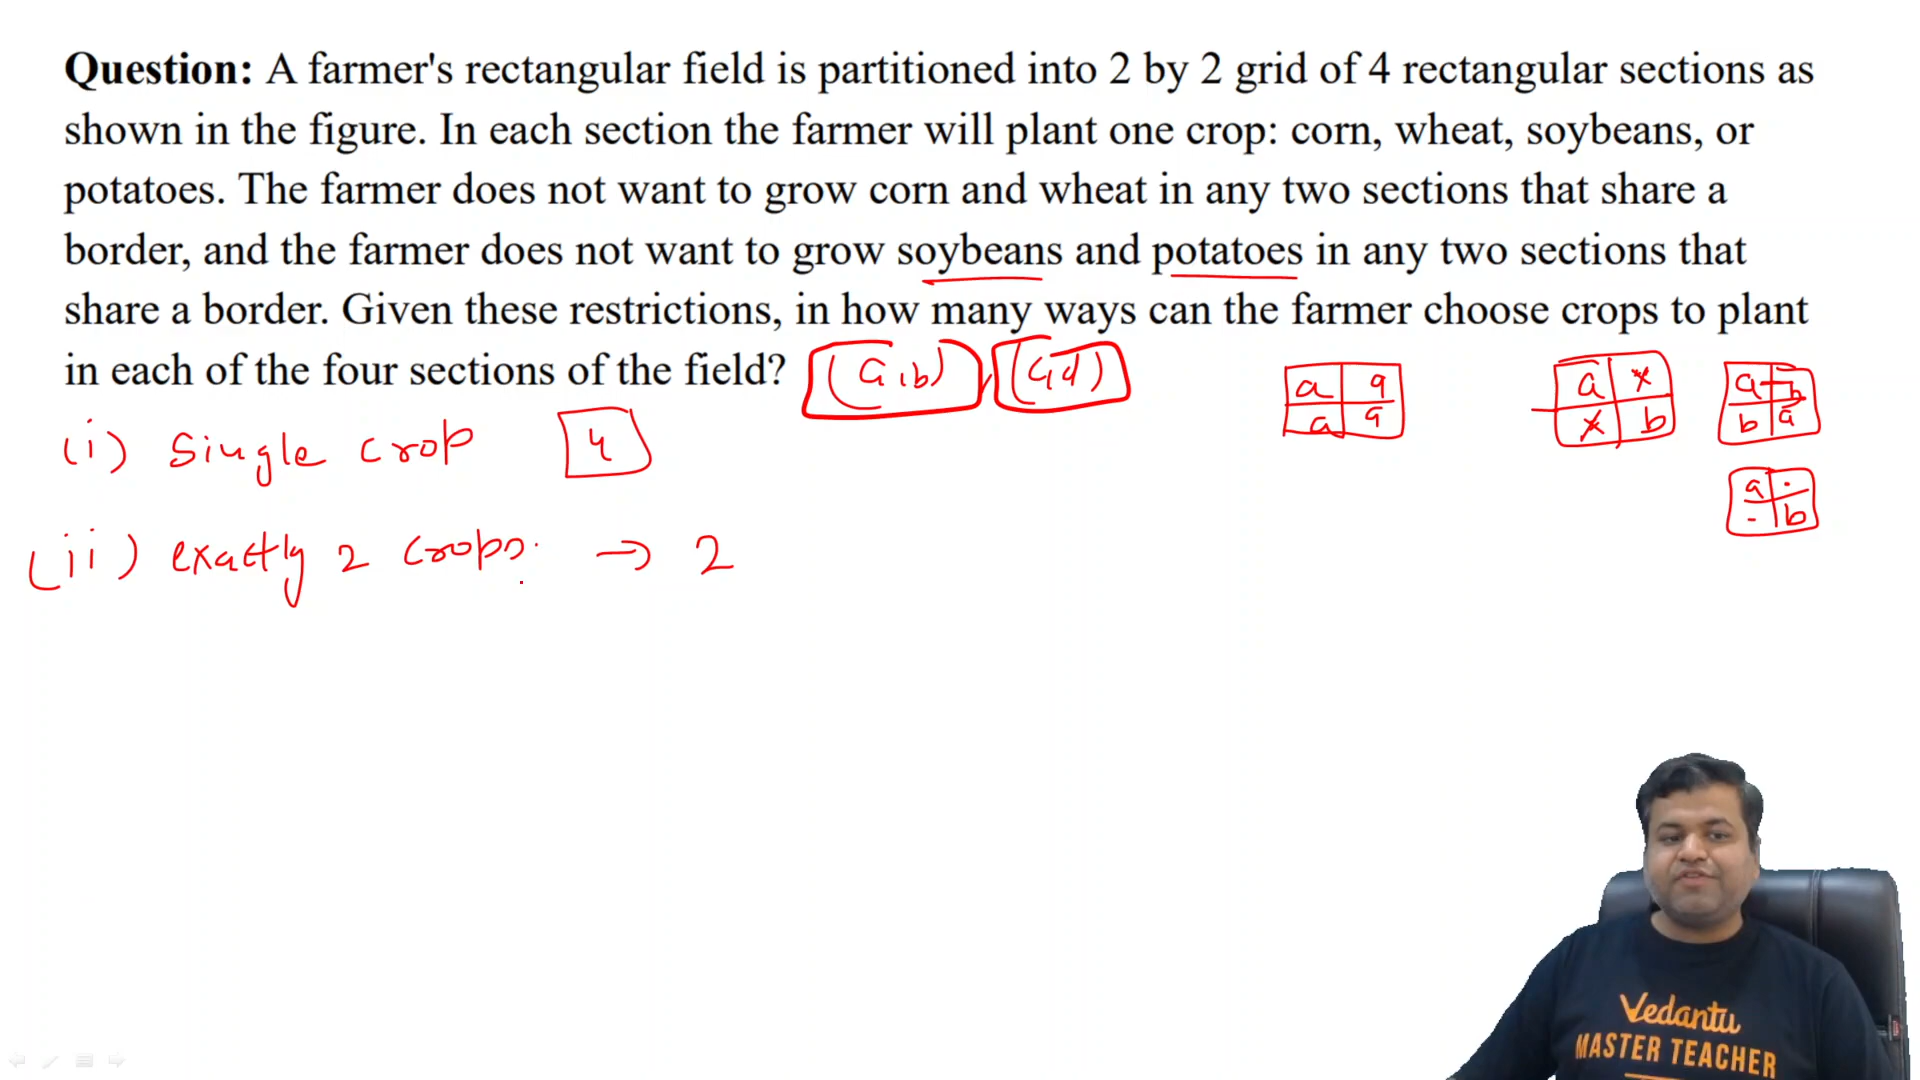 Question: A farmer's rectangular field is partitioned into 2 by 2 grid of 4 rectangular sections as
shown in the figure. In each section the farmer will plant one crop: corn, wheat, soybeans, or
potatoes. The farmer does not want to grow corn and wheat in any two sections that share a
border, and the farmer does not want to grow soybeans and potatoes in any two sections that
share a border. Given these restrictions, in how many ways can the farmer choose crops to plant
in each of the four sections of the field? (a,b), (c,d)
a a
a a
a x
x b
a b
b a
(i) Single crop 4
a .
- b
(ii) exactly 2 crops. → 2
Vedantu
MASTER TEACHER